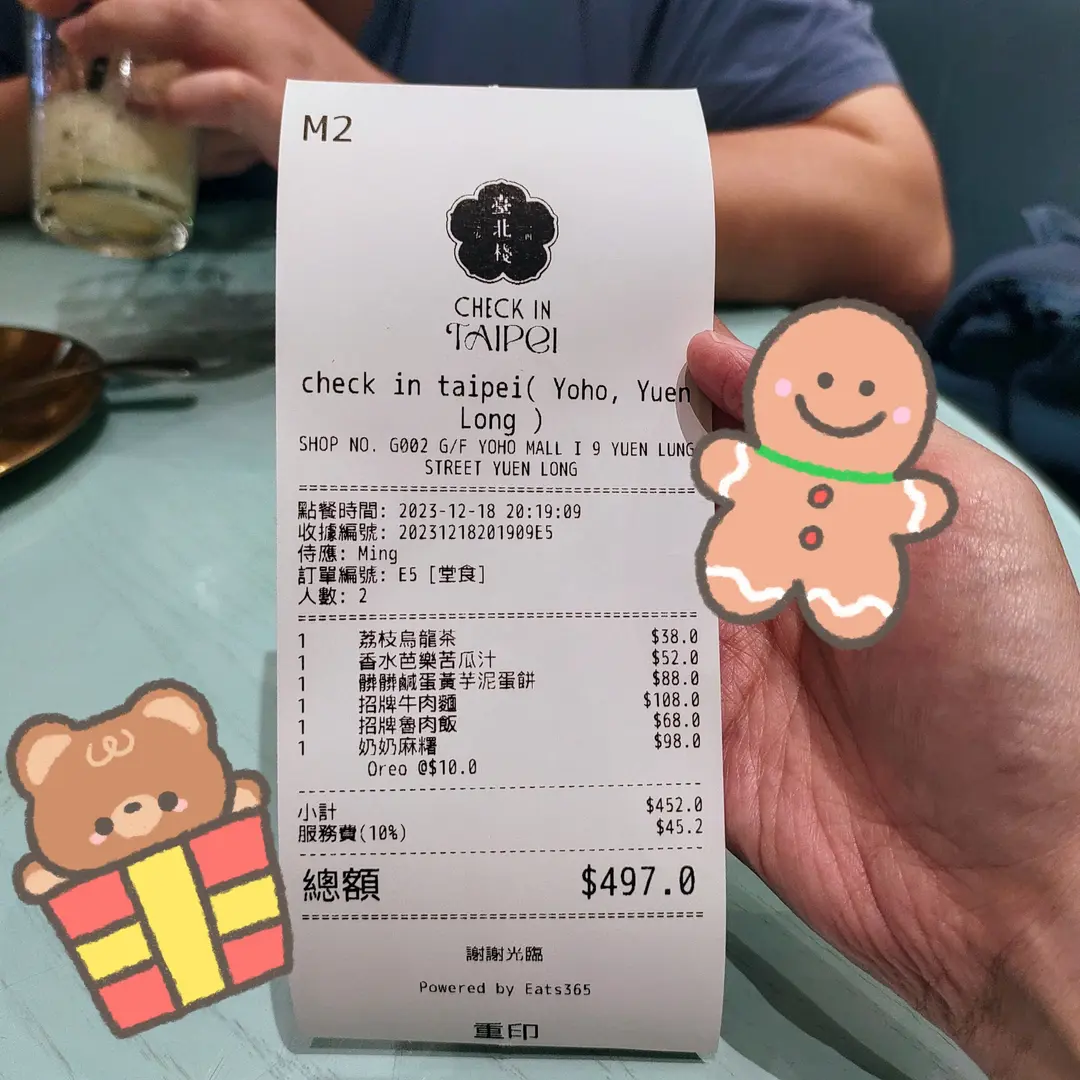 M2
臺北棧
CHECK IN
TAIPEI
check in taipei( Yoho, Yuen
Long )
SHOP NO. G002 G/F YOHO MALL I 9 YUEN LUNG
STREET YUEN LONG
點餐時間: 2023-12-18 20:19:09
收據編號: 20231218201909E5
侍應: Ming
訂單編號: E5 [堂食]
人數: 2
1 荔枝烏龍茶 $38.0
1 香水芭樂苦瓜汁 $52.0
1 髒髒鹹蛋黃芋泥蛋餅 $88.0
1 招牌牛肉麵 $108.0
1 招牌魯肉飯 $68.0
1 奶奶麻糬 $98.0
Oreo @$10.0
小計 $452.0
服務費(10%) $45.2
總額 $497.0
謝謝光臨
Powered by Eats365
重印